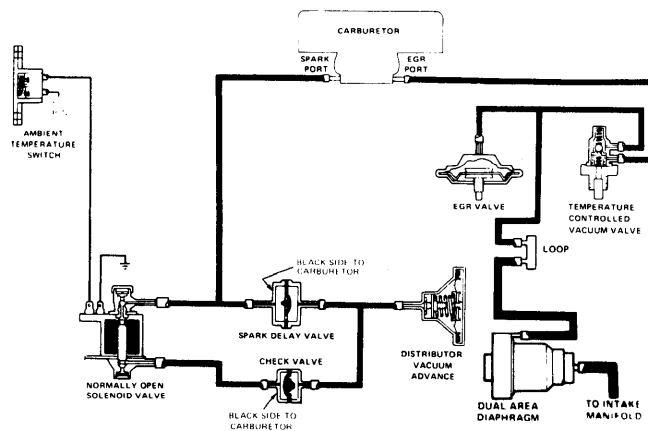 CARBURETOR
SPARK
PORT
EGR
PORT
AMBIENT
TEMPERATURE
SWITCH
EGR VALVE
TEMPERATURE
CONTROLLED
VACUUM VALVE
LOOP
BLACK SIDE TO
CARBURETOR
SPARK DELAY VALVE
CHECK VALVE
DISTRIBUTOR
VACUUM
ADVANCE
NORMALLY OPEN
SOLENOID VALVE
BLACK SIDE TO
CARBURETOR
DUAL AREA
DIAPHRAGM
TO INTAKE
MANIFOLD